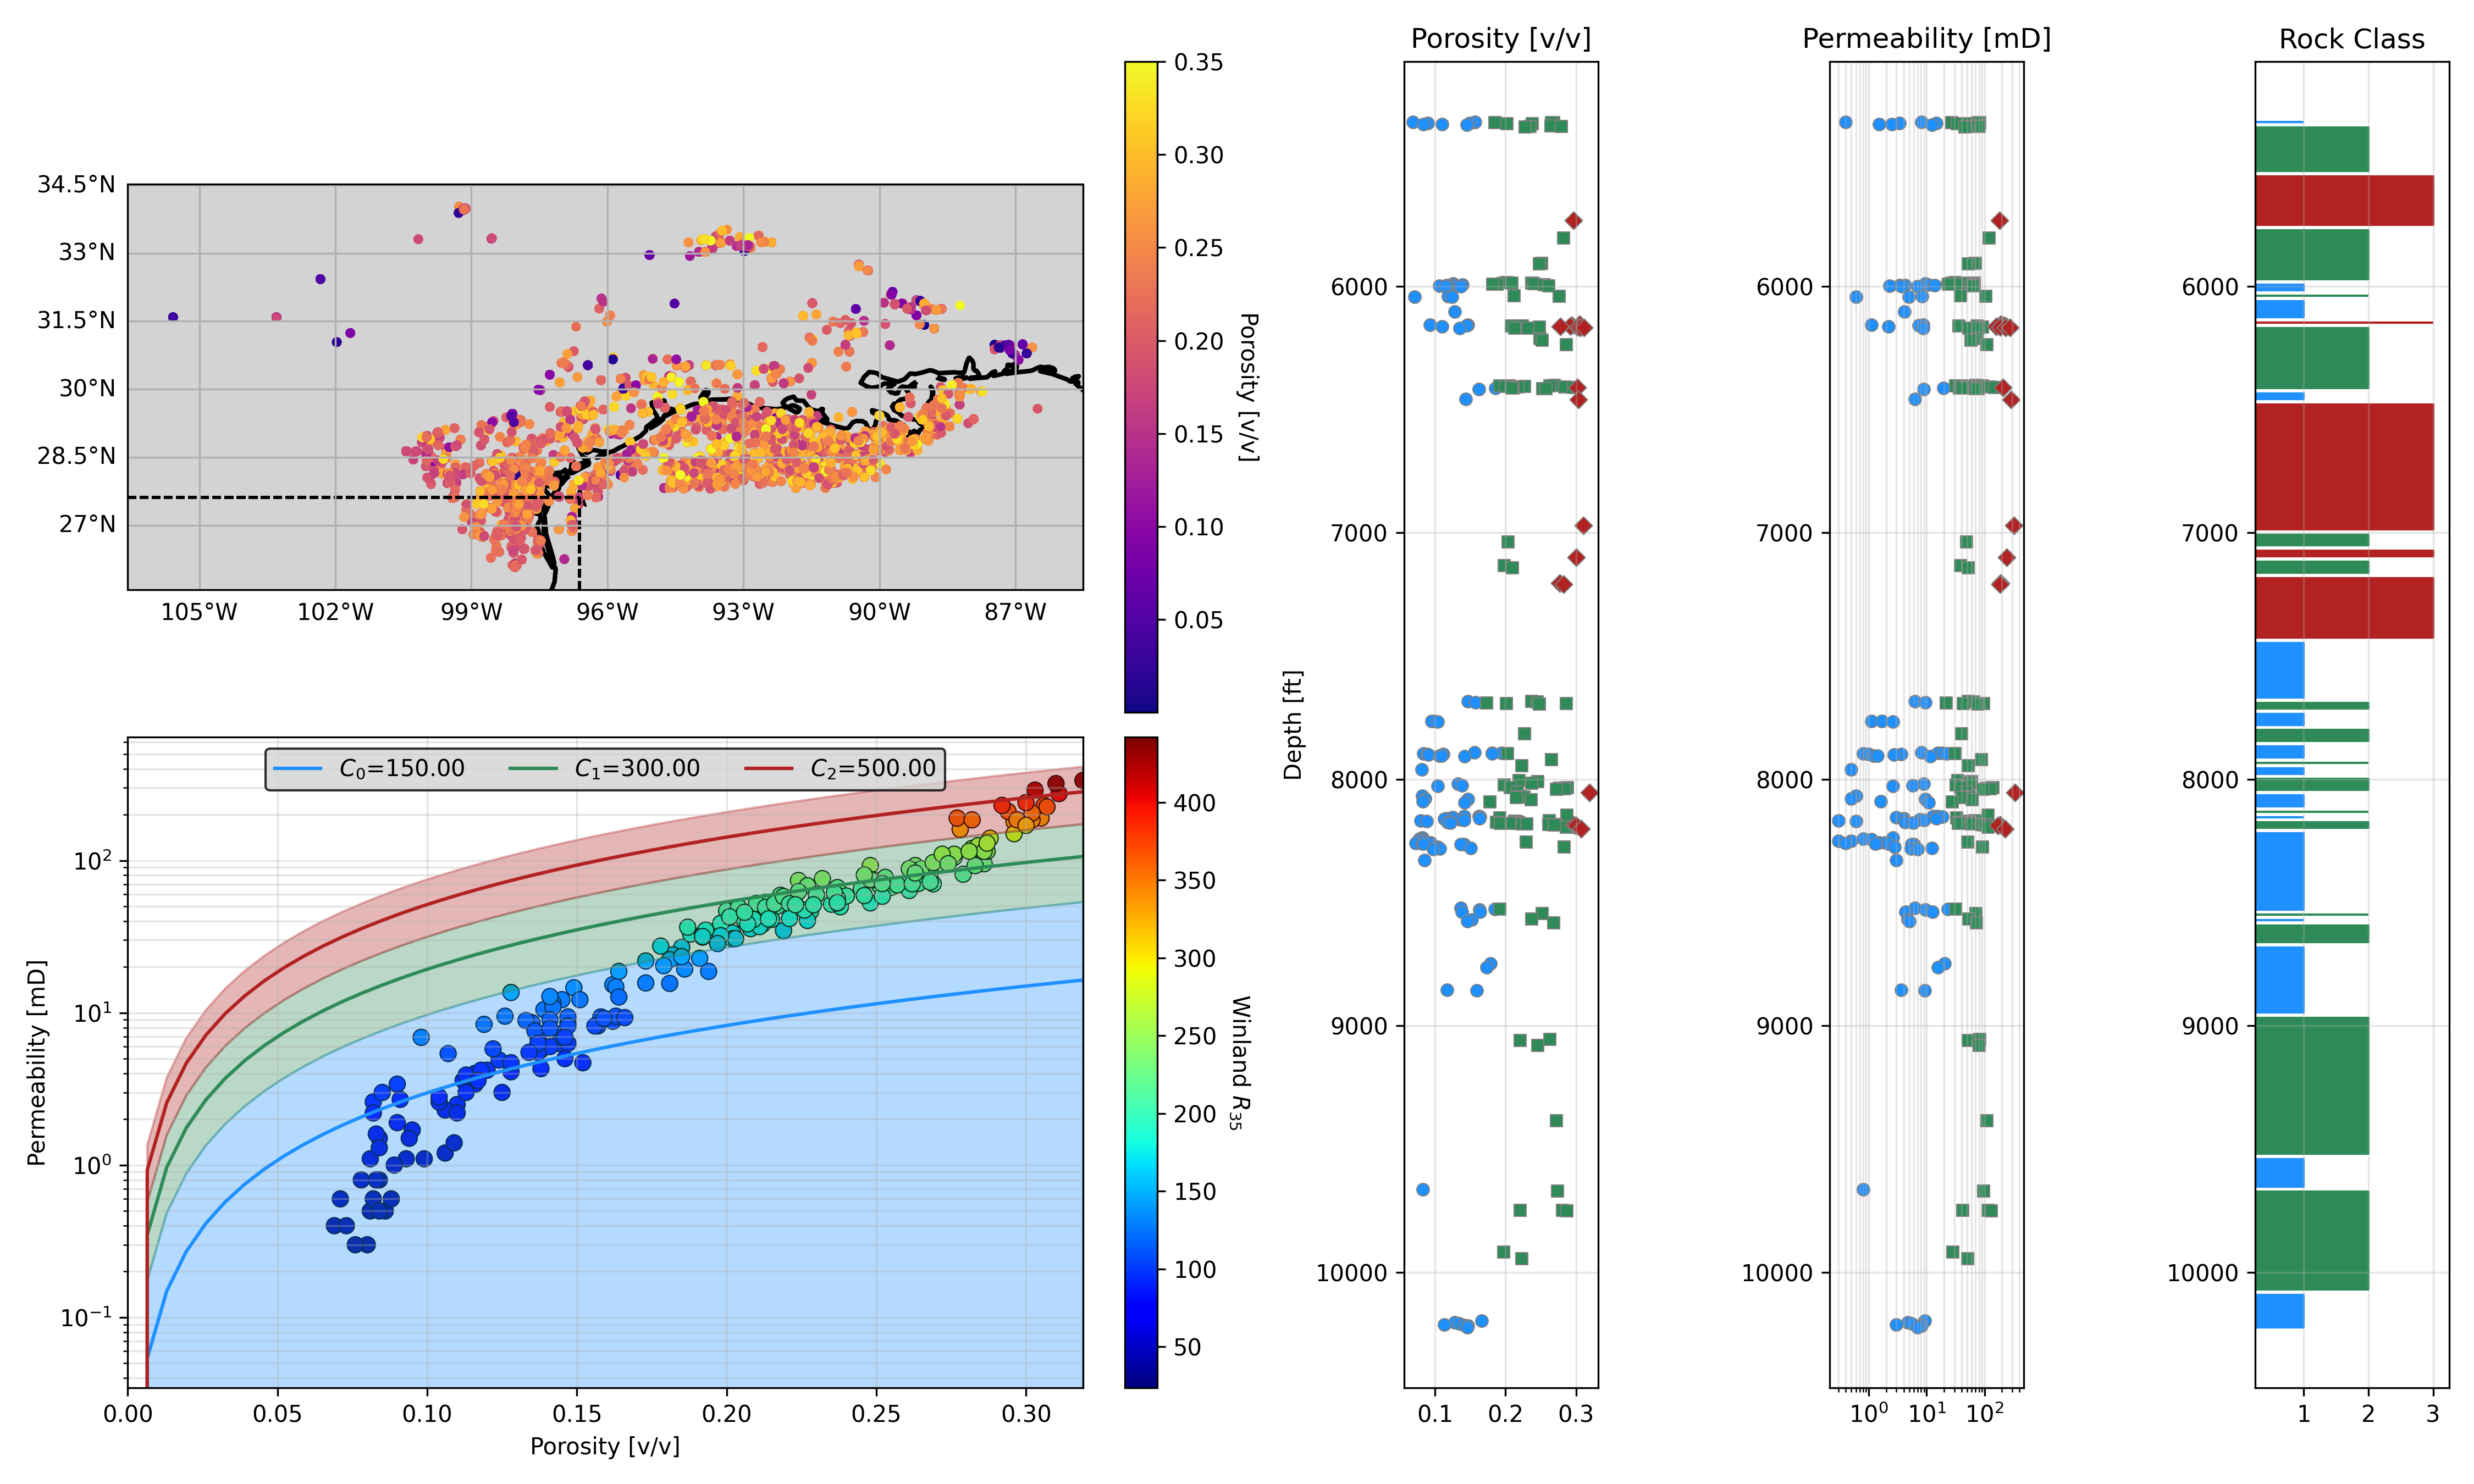 34.5°N
33°N
31.5°N
30°N
28.5°N
27°N
105°W
102°W
99°W
96°W
93°W
90°W
87°W
0.35
0.30
0.25
0.20
0.15
0.10
0.05
Porosity [v/v]
C₀=150.00
C₁=300.00
C₂=500.00
Permeability [mD]
10²
10¹
10⁰
10⁻¹
0.00
0.05
0.10
0.15
0.20
0.25
0.30
Porosity [v/v]
400
350
300
250
200
150
100
50
Winland R₃₅
Porosity [v/v]
Depth [ft]
6000
7000
8000
9000
10000
0.1
0.2
0.3
Permeability [mD]
6000
7000
8000
9000
10000
10⁰
10¹
10²
Rock Class
6000
7000
8000
9000
10000
1
2
3